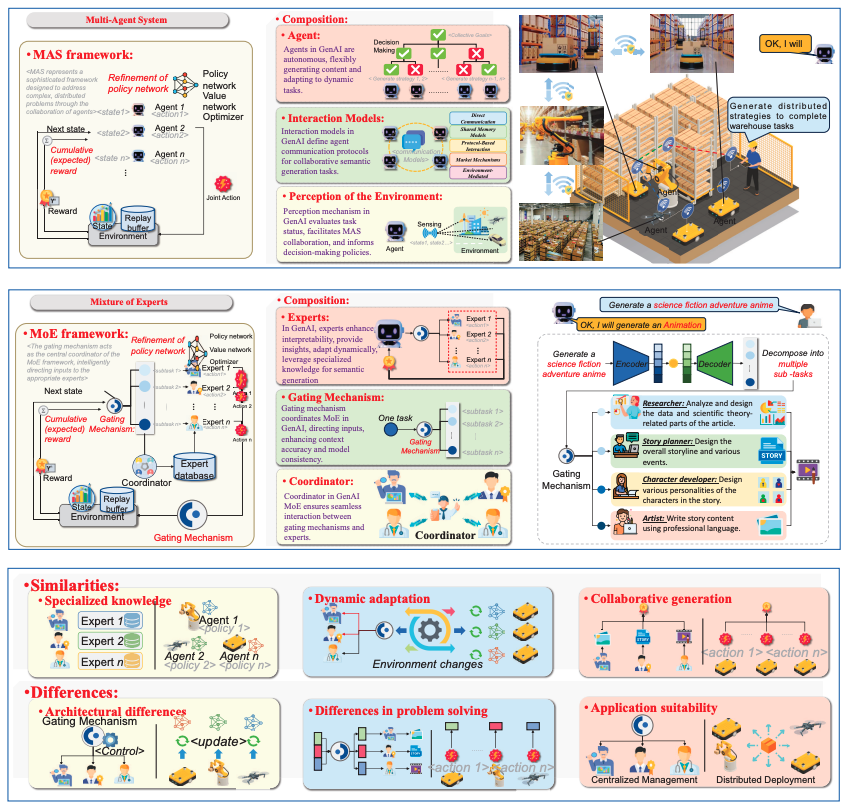 Multi-Agent System
• MAS framework:
<MAS represents a
sophisticated framework
designed to address
complex, distributed
problems through the
collaboration of agents>
Refinement of
policy network
Policy
network
Value
network
Optimizer
<state1>
Agent 1
<action1>
Next state
<state2>
Agent 2
<action2>
Σ
Cumulative
(expected)
reward
<state n>
Agent n
<action n>
Joint Action
Reward
State
Replay
buffer
Environment
• Composition:
• Agent:
Agents in GenAI are
autonomous, flexibly
generating content and
adapting to dynamic
tasks.
Decision
Making
<Collective Goals>
< Generate strategy 1, 2>
<Generate strategy n-1, n>
• Interaction Models:
Interaction models in
GenAI define agent
communication protocols
for collaborative semantic
generation tasks.
<communication
Models>
Direct
Communication
Shared Memory
Models
Protocol-Based
Interaction
Market Mechanisms
Environment-
Mediated
• Perception of the Environment:
Perception mechanism in
GenAI evaluates task
status, facilitates MAS
collaboration, and informs
decision-making policies.
Sensing
<state1, state2...>
Agent
Environment
OK, I will
Generate distributed
strategies to complete
warehouse tasks
Agent
Agent
Agent
Mixture of Experts
• MoE framework:
<The gating mechanism acts
as the central coordinator of
the MoE framework, intelligently
directing inputs to the
appropriate experts>
Refinement of
policy network
Policy network
Value network
Optimizer
<subtask 1>
Expert 1
<action1>
Next state
<subtask 2>
Expert 2
<action2>
Action 2
Σ
Cumulative
(expected)
reward
Gating
Mechanism:
<subtask n>
Expert n
<action n>
Action n
Coordinator
Expert
database
Reward
State
Replay
buffer
Environment
Gating Mechanism
• Composition:
• Experts:
In GenAI, experts enhance
interpretability, provide
insights, adapt dynamically,
leverage specialized
knowledge for semantic
generation
Expert 1
<action1>
Expert 2
<action2>
Expert n
<action n>
• Gating Mechanism:
Gating mechanism
coordinates MoE in
GenAI, directing inputs,
enhancing context
accuracy and model
consistency.
One task
Gating
Mechanism
<subtask 1>
<subtask 2>
<subtask n>
• Coordinator:
Coordinator in GenAI
MoE ensures seamless
interaction between
gating mechanisms and
experts.
Coordinator
Generate a science fiction adventure anime
OK, I will generate an Animation
Generate a
science fiction
adventure anime
Encoder
Decoder
Decompose into
multiple
sub -tasks
Gating
Mechanism
Researcher: Analyze and design
the data and scientific theory-
related parts of the article.
Story planner: Design the
overall storyline and various
events.
STORY
Character developer: Design
various personalities of the
characters in the story.
Artist: Write story content
using professional language.
• Similarities:
• Specialized knowledge
Expert 1
Expert 2
Expert n
Agent 1
<policy 1>
Agent 2
<policy 2>
Agent n
<policy n>
• Dynamic adaptation
Environment changes
• Collaborative generation
STORY
<action 1>
<action n>
• Differences:
• Architectural differences
Gating Mechanism
<Control>
<update>
• Differences in problem solving
STORY
<action 1>
<action n>
• Application suitability
Centralized Management
Distributed Deployment